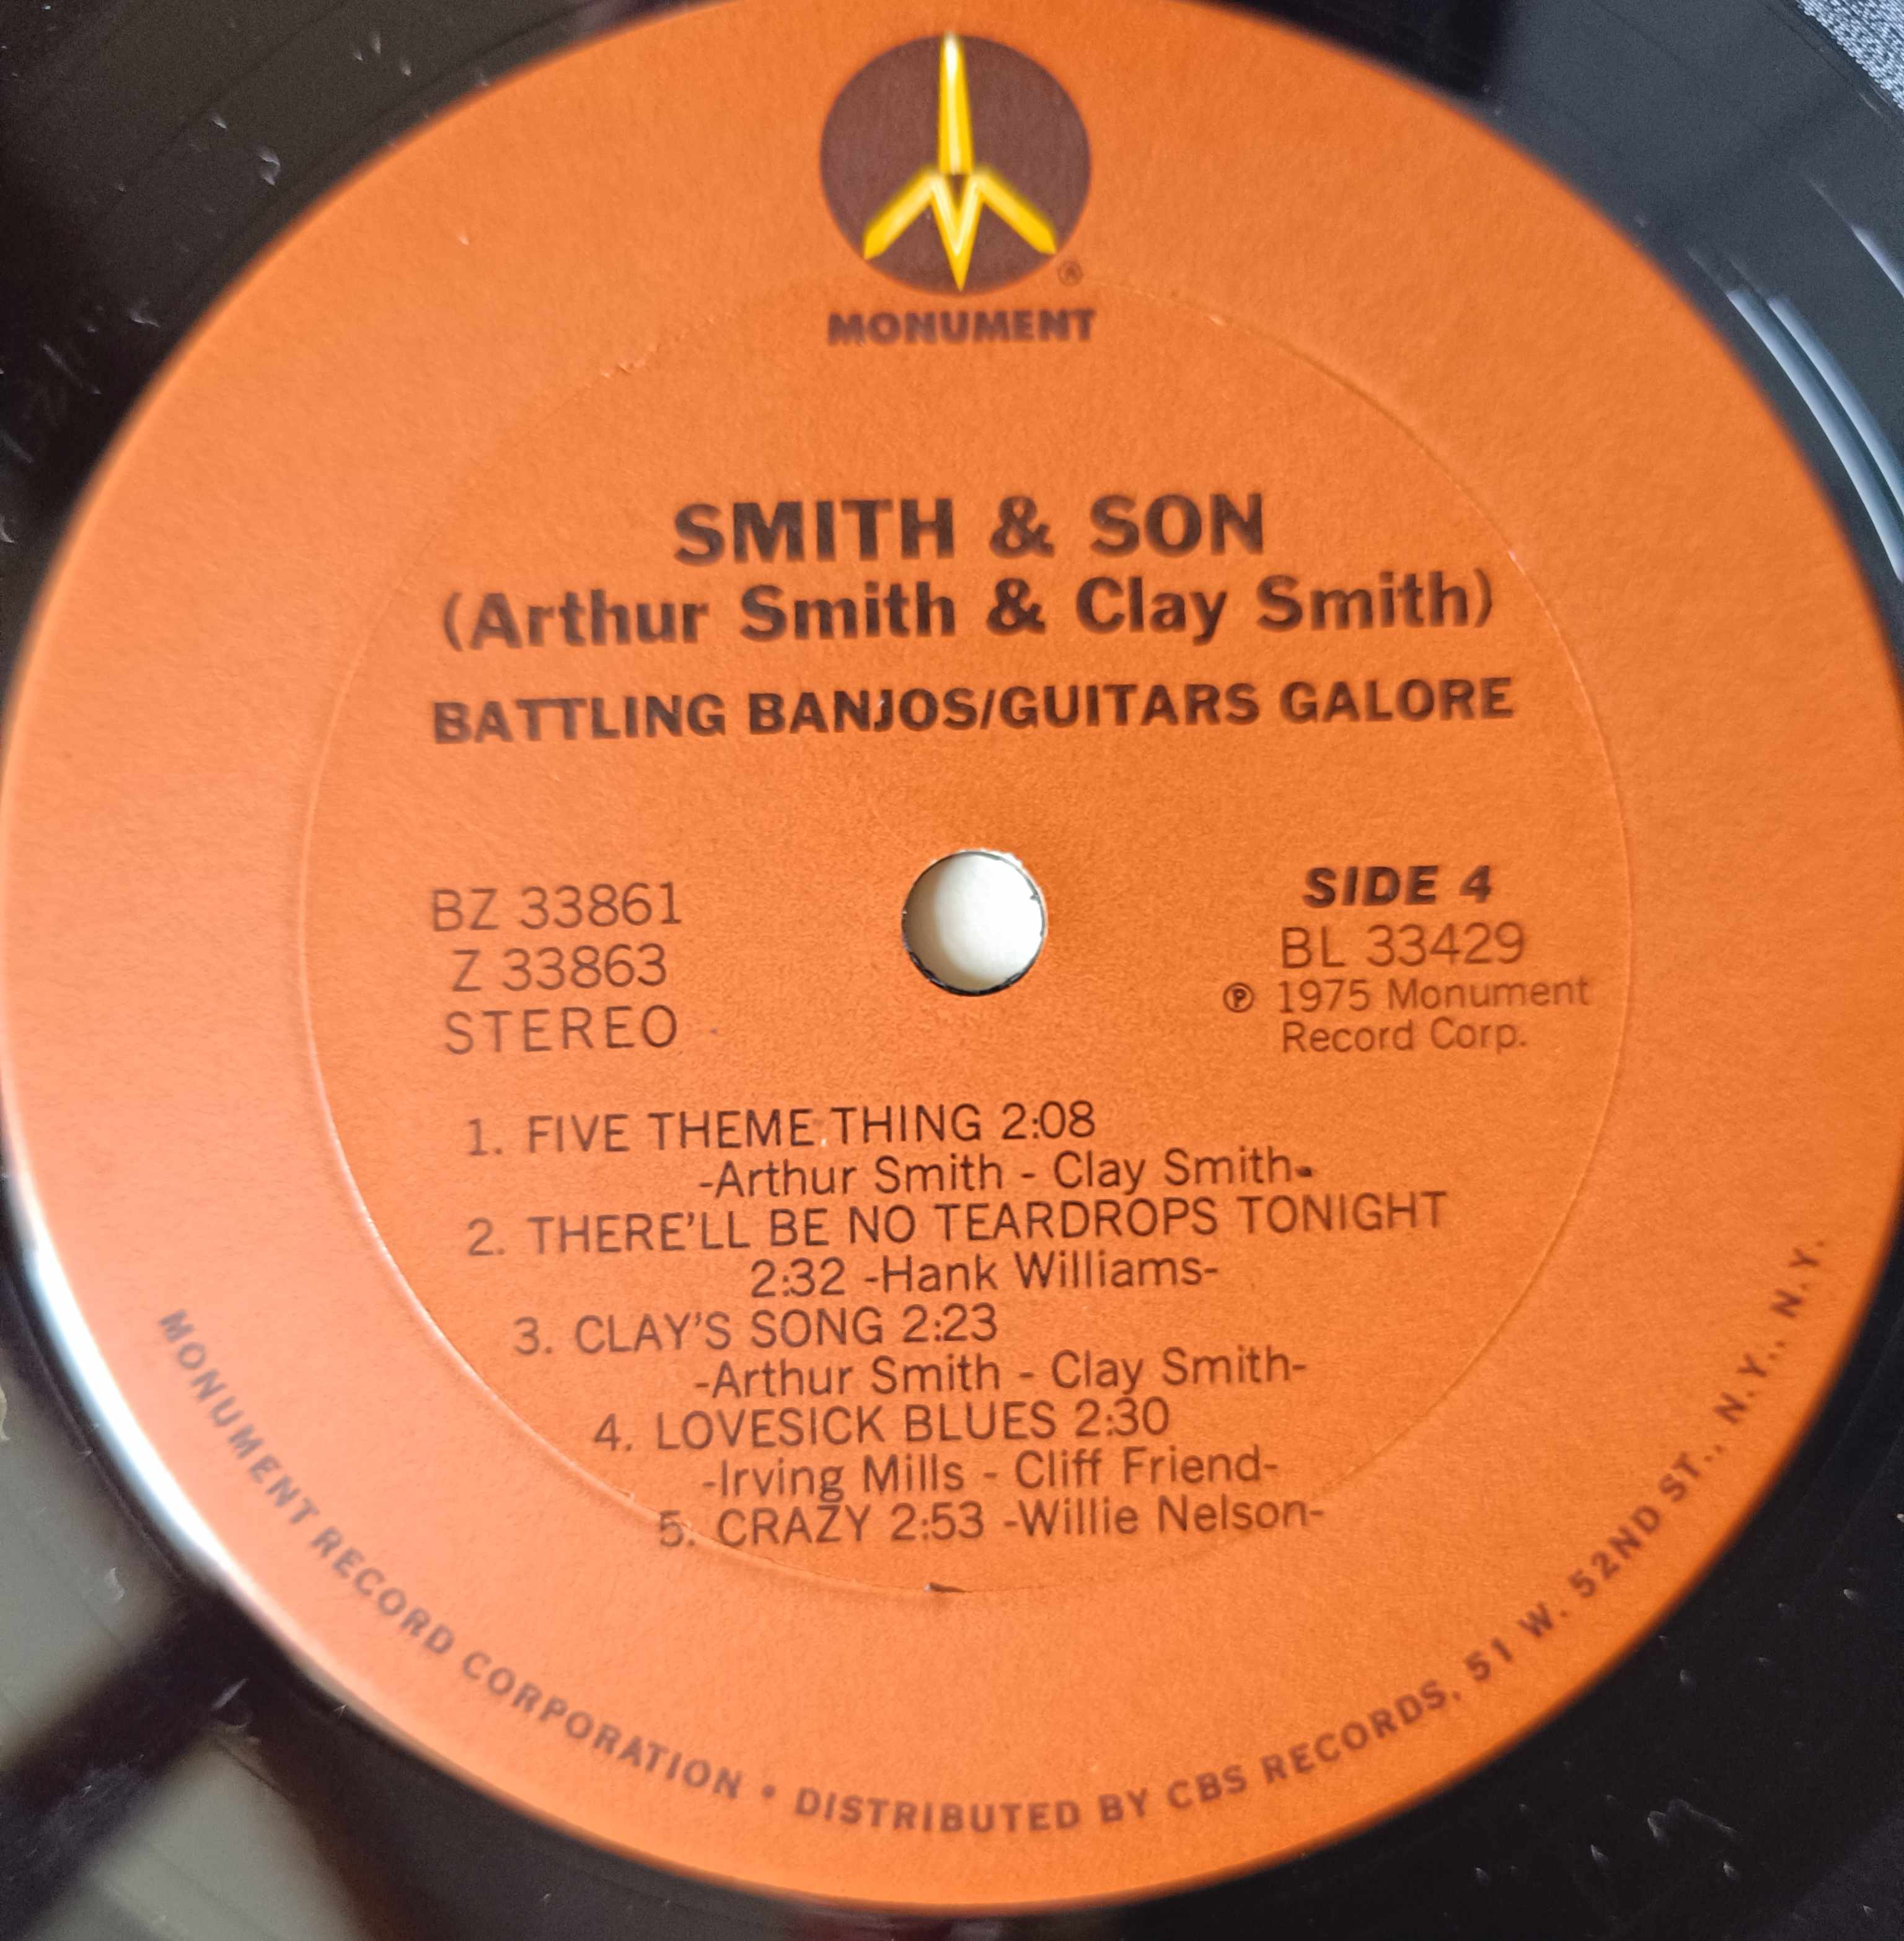 ®
MONUMENT
SMITH & SON
(Arthur Smith & Clay Smith)
BATTLING BANJOS/GUITARS GALORE
BZ 33861
Z 33863
STEREO
SIDE 4
BL 33429
℗ 1975 Monument
Record Corp.
1. FIVE THEME THING 2:08
-Arthur Smith - Clay Smith-
2. THERE'LL BE NO TEARDROPS TONIGHT
2:32 -Hank Williams-
3. CLAY'S SONG 2:23
-Arthur Smith - Clay Smith-
4. LOVESICK BLUES 2:30
-Irving Mills - Cliff Friend-
5. CRAZY 2:53 -Willie Nelson-
MONUMENT RECORD CORPORATION • DISTRIBUTED BY CBS RECORDS, 51 W. 52ND ST., N.Y., N.Y.